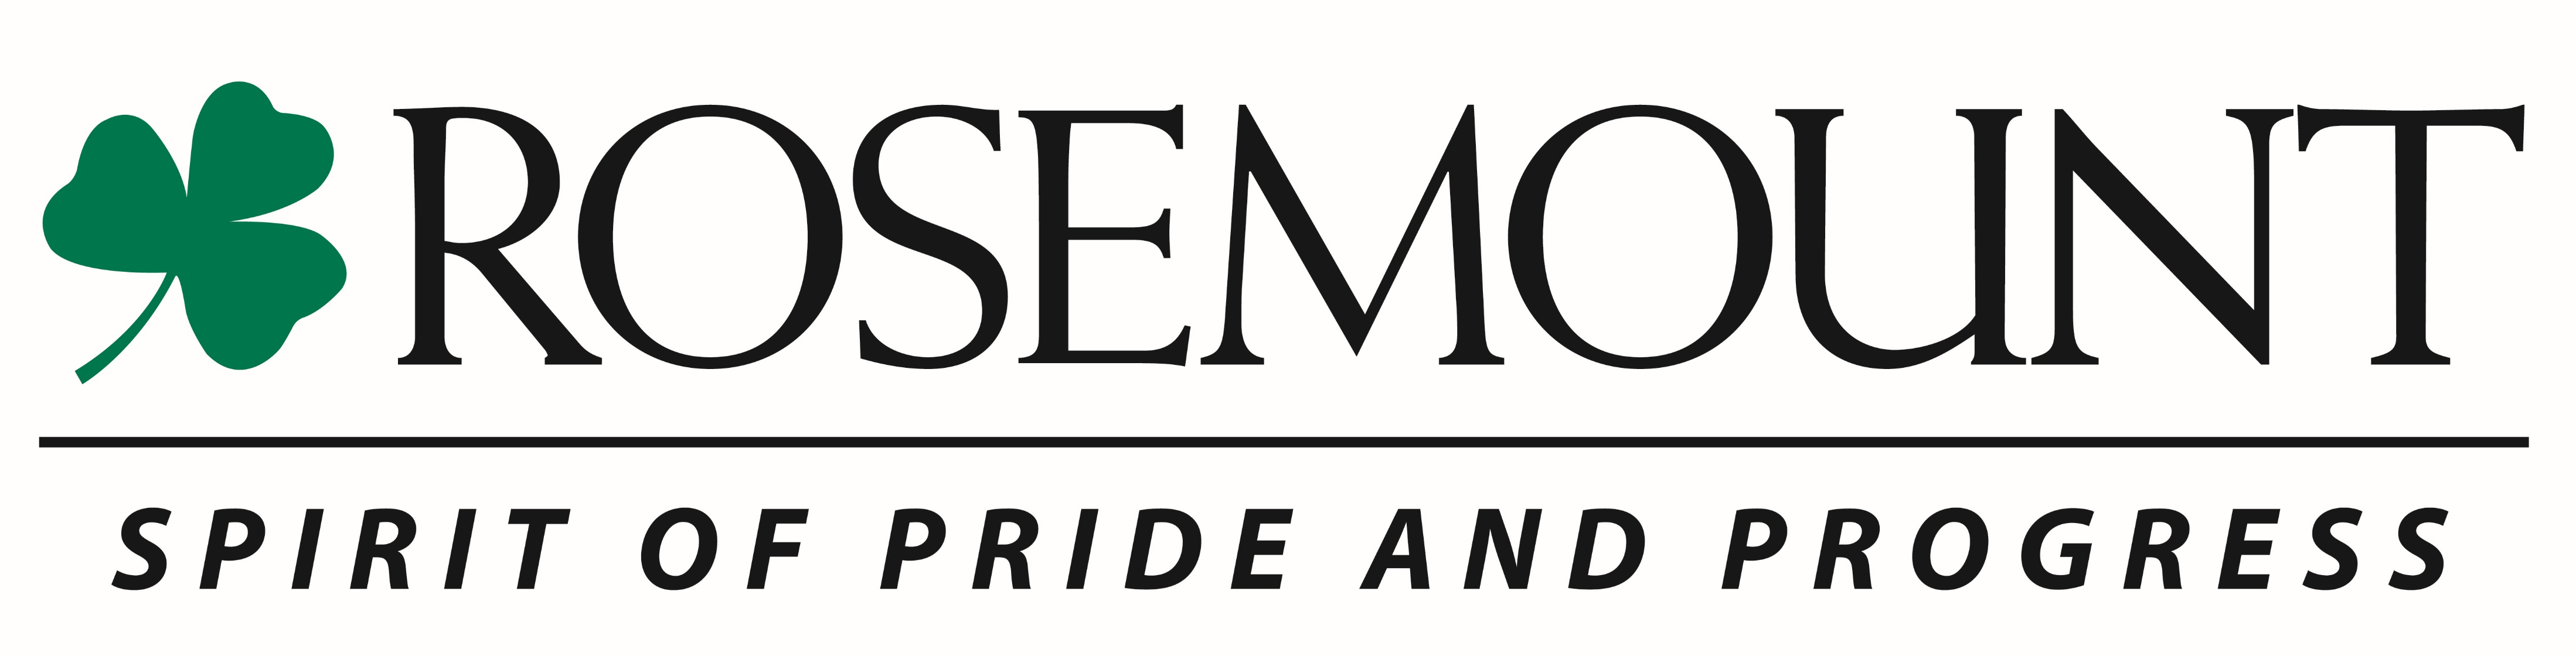 ROSEMOUNT
SPIRIT OF PRIDE AND PROGRESS